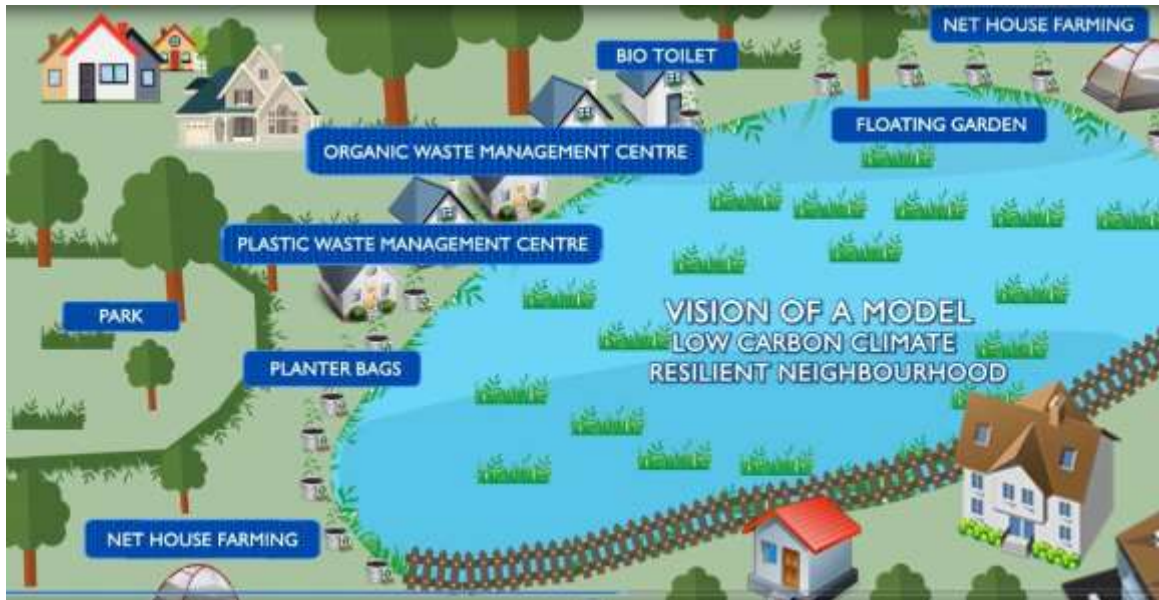 NET HOUSE FARMING
BIO TOILET
FLOATING GARDEN
ORGANIC WASTE MANAGEMENT CENTRE
PLASTIC WASTE MANAGEMENT CENTRE
PARK
VISION OF A MODEL
LOW CARBON CLIMATE
RESILIENT NEIGHBOURHOOD
PLANTER BAGS
NET HOUSE FARMING